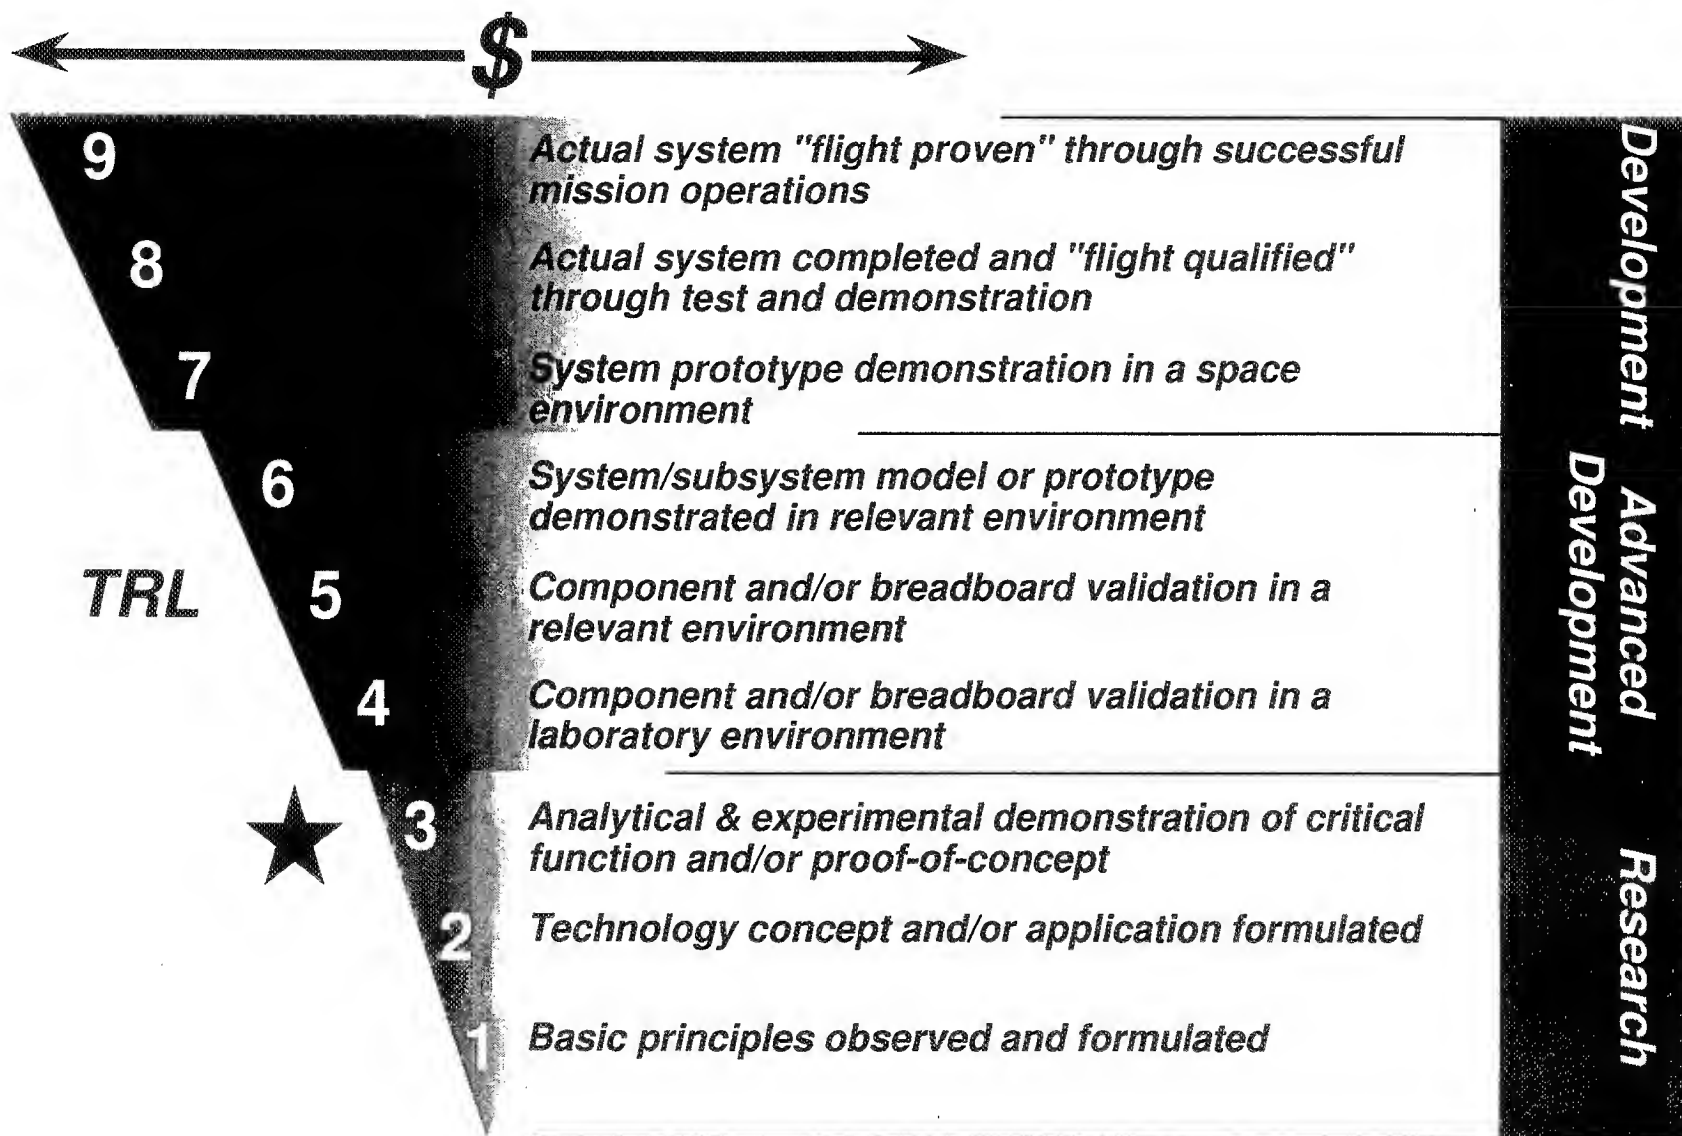 $
9
Actual system "flight proven" through successful
mission operations
8
Actual system completed and "flight qualified"
through test and demonstration
7
System prototype demonstration in a space
environment
Development
6
System/subsystem model or prototype
demonstrated in relevant environment
TRL
5
Component and/or breadboard validation in a
relevant environment
4
Component and/or breadboard validation in a
laboratory environment
Advanced
Development
3
Analytical & experimental demonstration of critical
function and/or proof-of-concept
2
Technology concept and/or application formulated
1
Basic principles observed and formulated
Research